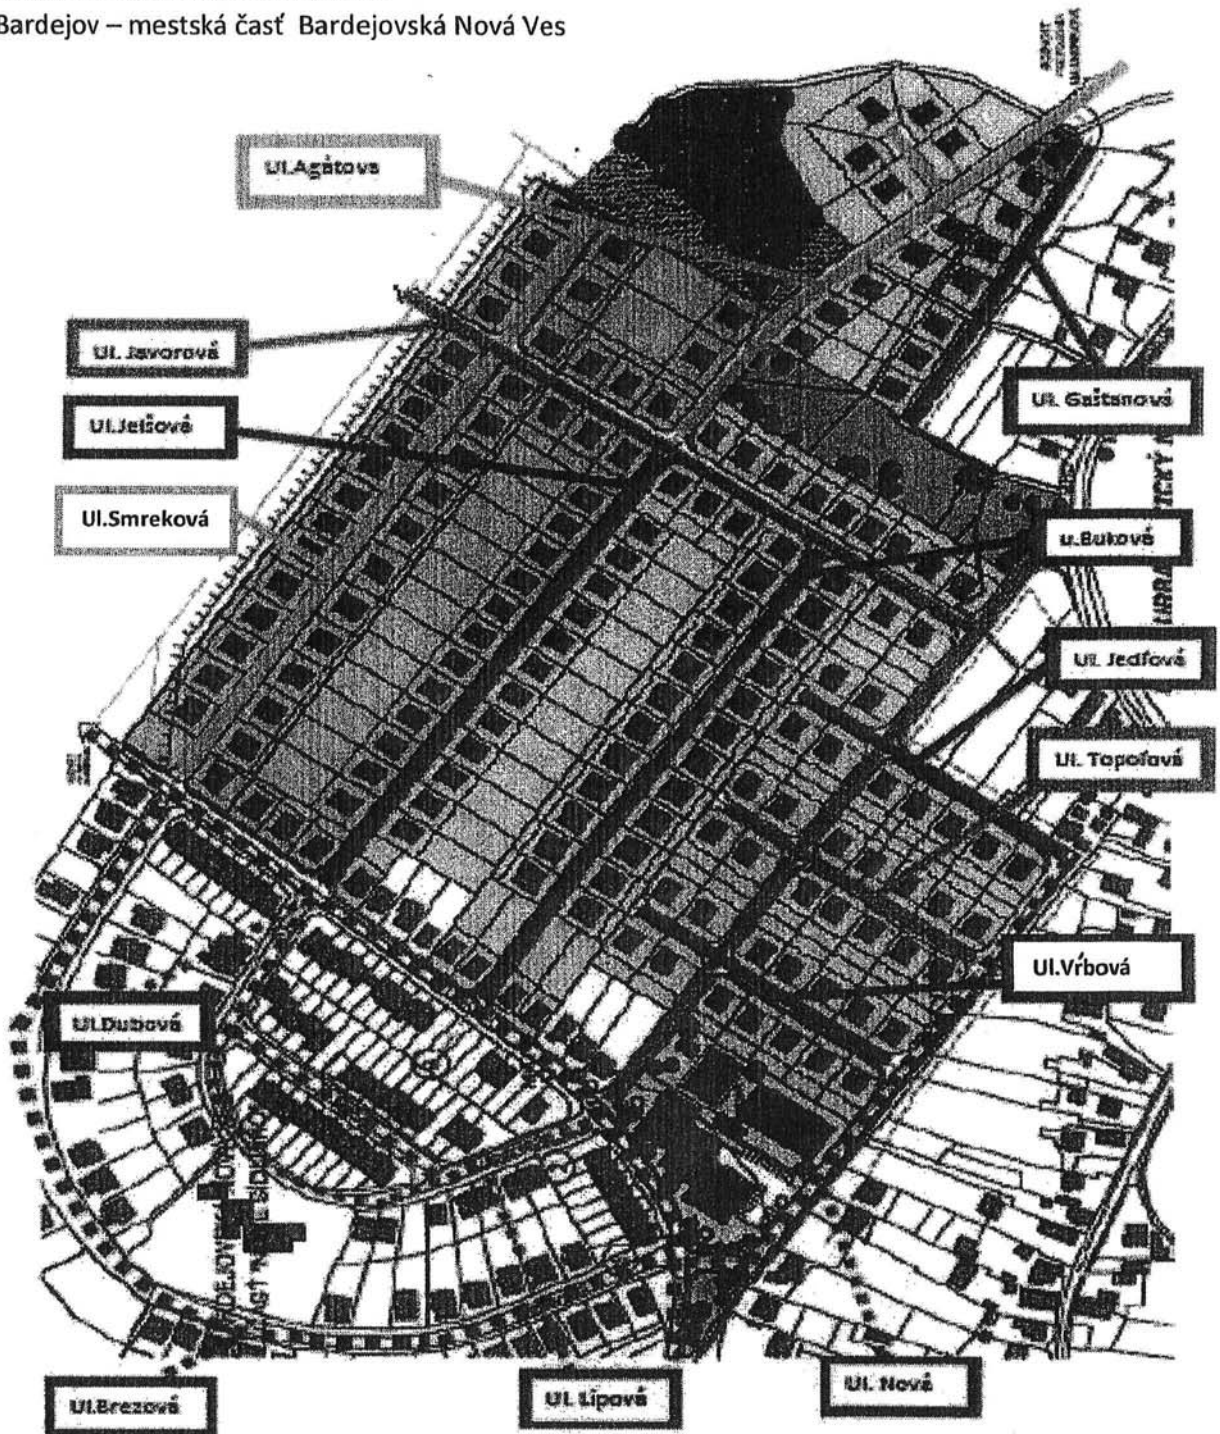 Bardejov – mestská časť Bardejovská Nová Ves
Ul.Agátova
Ul. Javorová
Ul. Gaštanová
Ul.Jelšová
Ul.Smreková
u.Buková
Ul. Jedľová
Ul. Topoľová
Ul.Vŕbová
Ul.Dubová
Ul.Brezová
Ul. Lipová
Ul. Nová